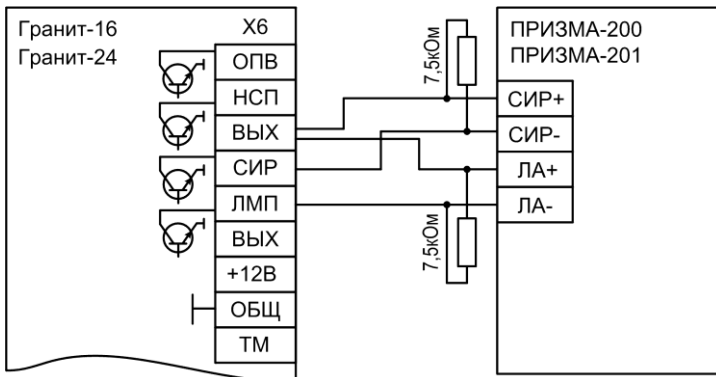 Гранит-16
Гранит-24
X6
ОПВ
НСП
ВЫХ
СИР
ЛМП
ВЫХ
+12В
ОБЩ
ТМ
7,5кОм
7,5кОм
ПРИЗМА-200
ПРИЗМА-201
СИР+
СИР-
ЛА+
ЛА-